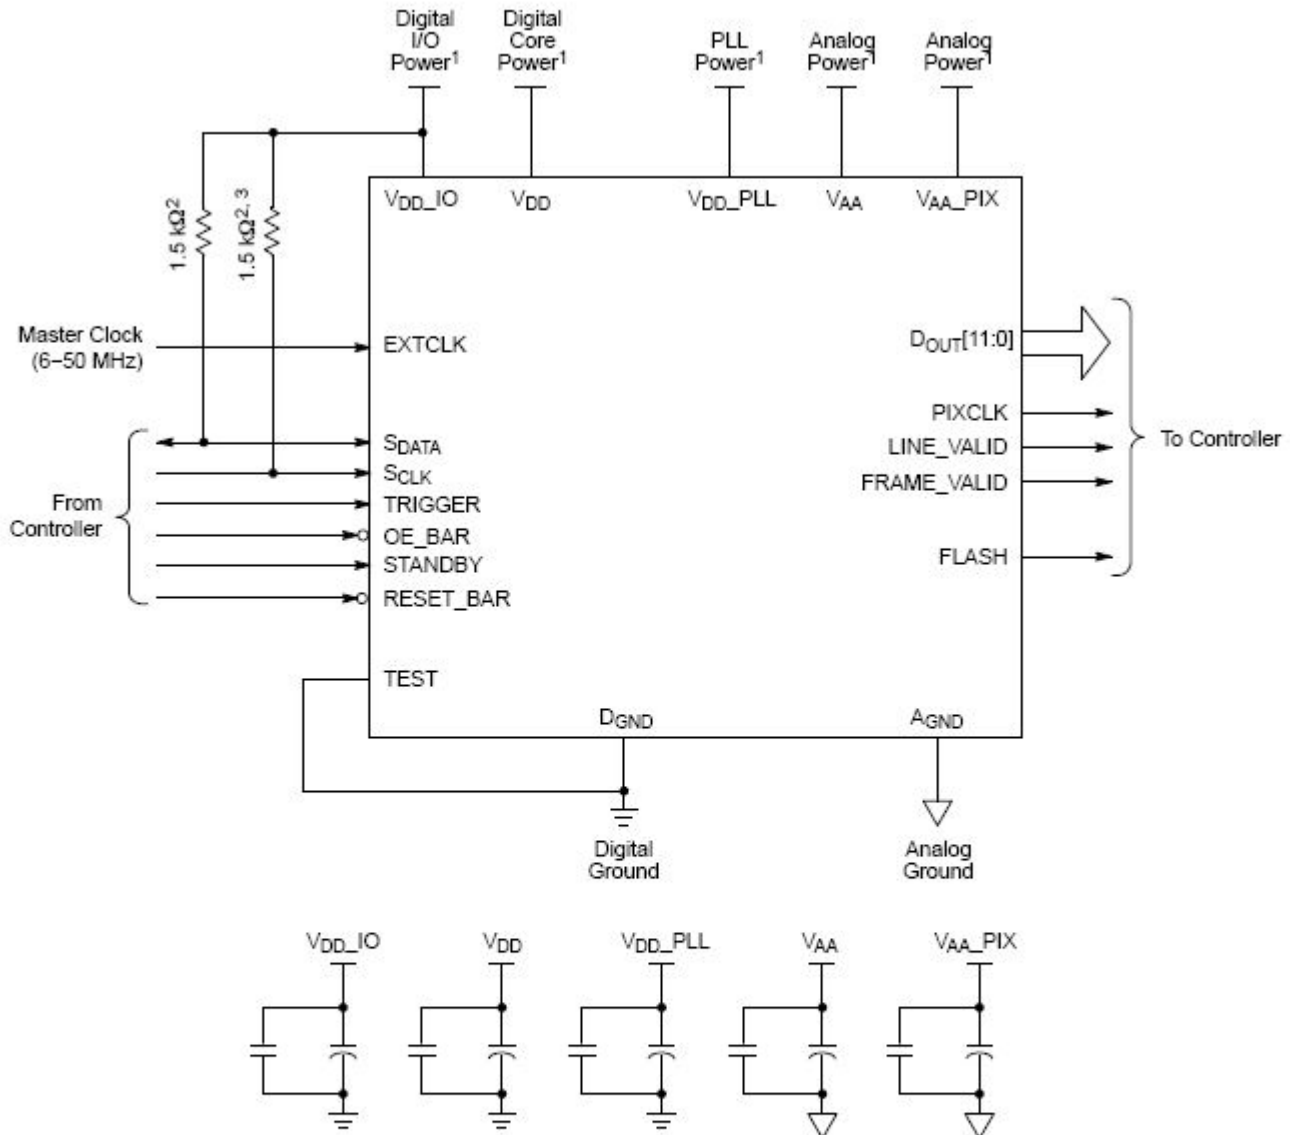 Digital
I/O
Power1
Digital
Core
Power1
PLL
Power1
Analog
Power1
Analog
Power1
1.5 kΩ2
1.5 kΩ2, 3
VDD_IO
VDD
VDD_PLL
VAA
VAA_PIX
Master Clock
(6–50 MHz)
EXTCLK
DOUT[11:0]
PIXCLK
LINE_VALID
FRAME_VALID
FLASH
To Controller
From
Controller
SDATA
SCLK
TRIGGER
OE_BAR
STANDBY
RESET_BAR
TEST
DGND
AGND
Digital
Ground
Analog
Ground
VDD_IO
VDD
VDD_PLL
VAA
VAA_PIX